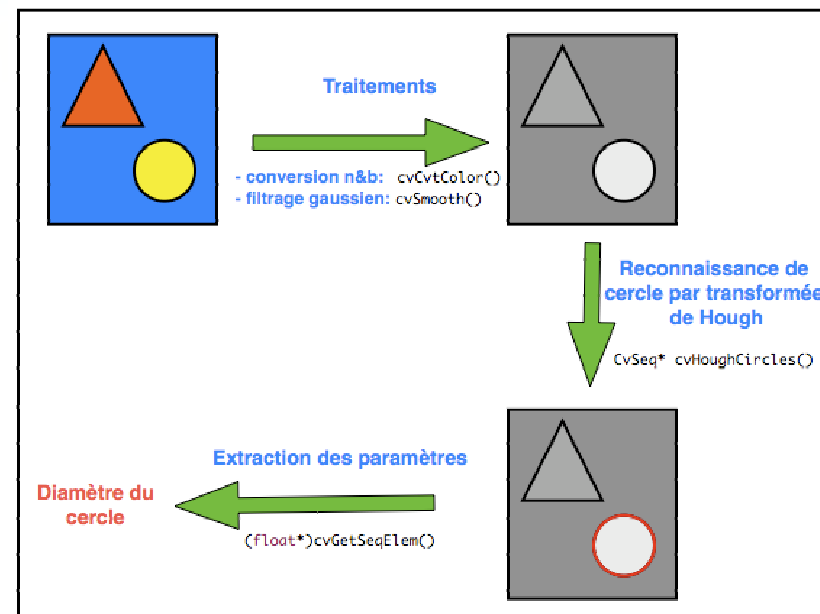 Traitements
- conversion n&b: cvCvtColor()
- filtrage gaussien: cvSmooth()
Reconnaissance de
cercle par transformée
de Hough
CvSeq* cvHoughCircles()
Extraction des paramètres
Diamètre du
cercle
(float*)cvGetSeqElem()